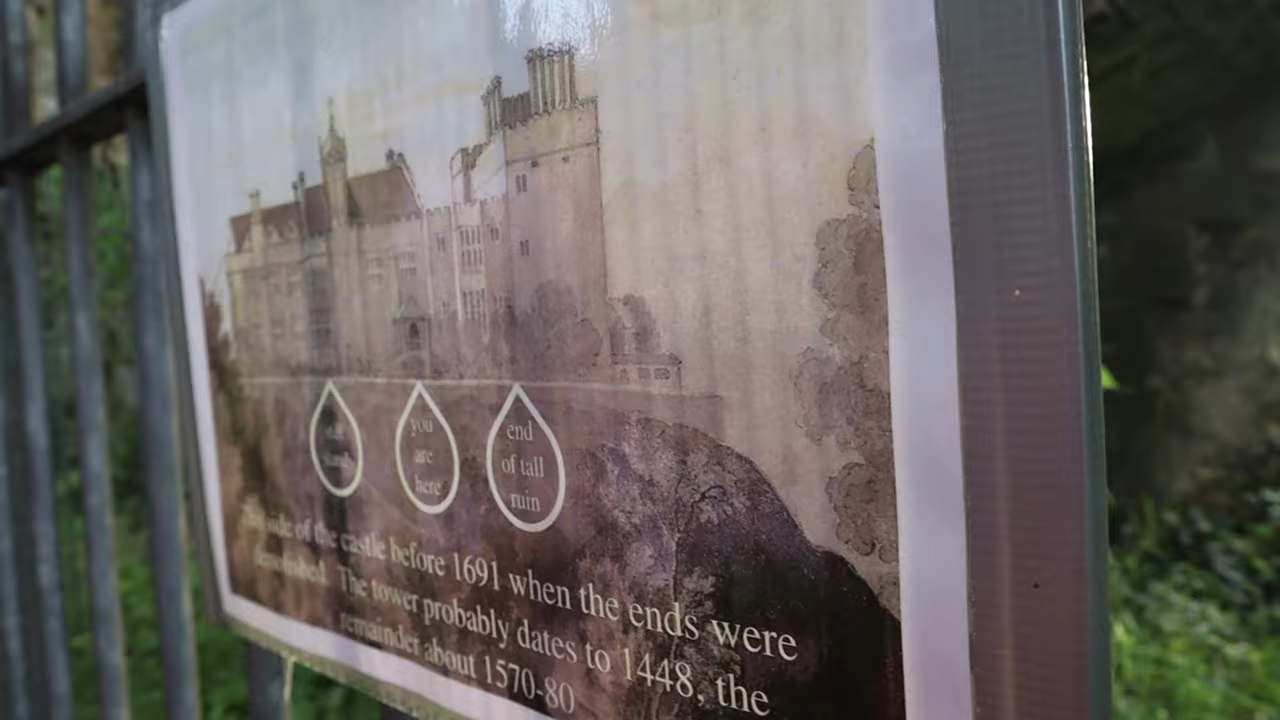 you
are
here
end
of tall
ruin
side of the castle before 1691 when the ends were
The tower probably dates to 1448, the
remainder about 1570-80